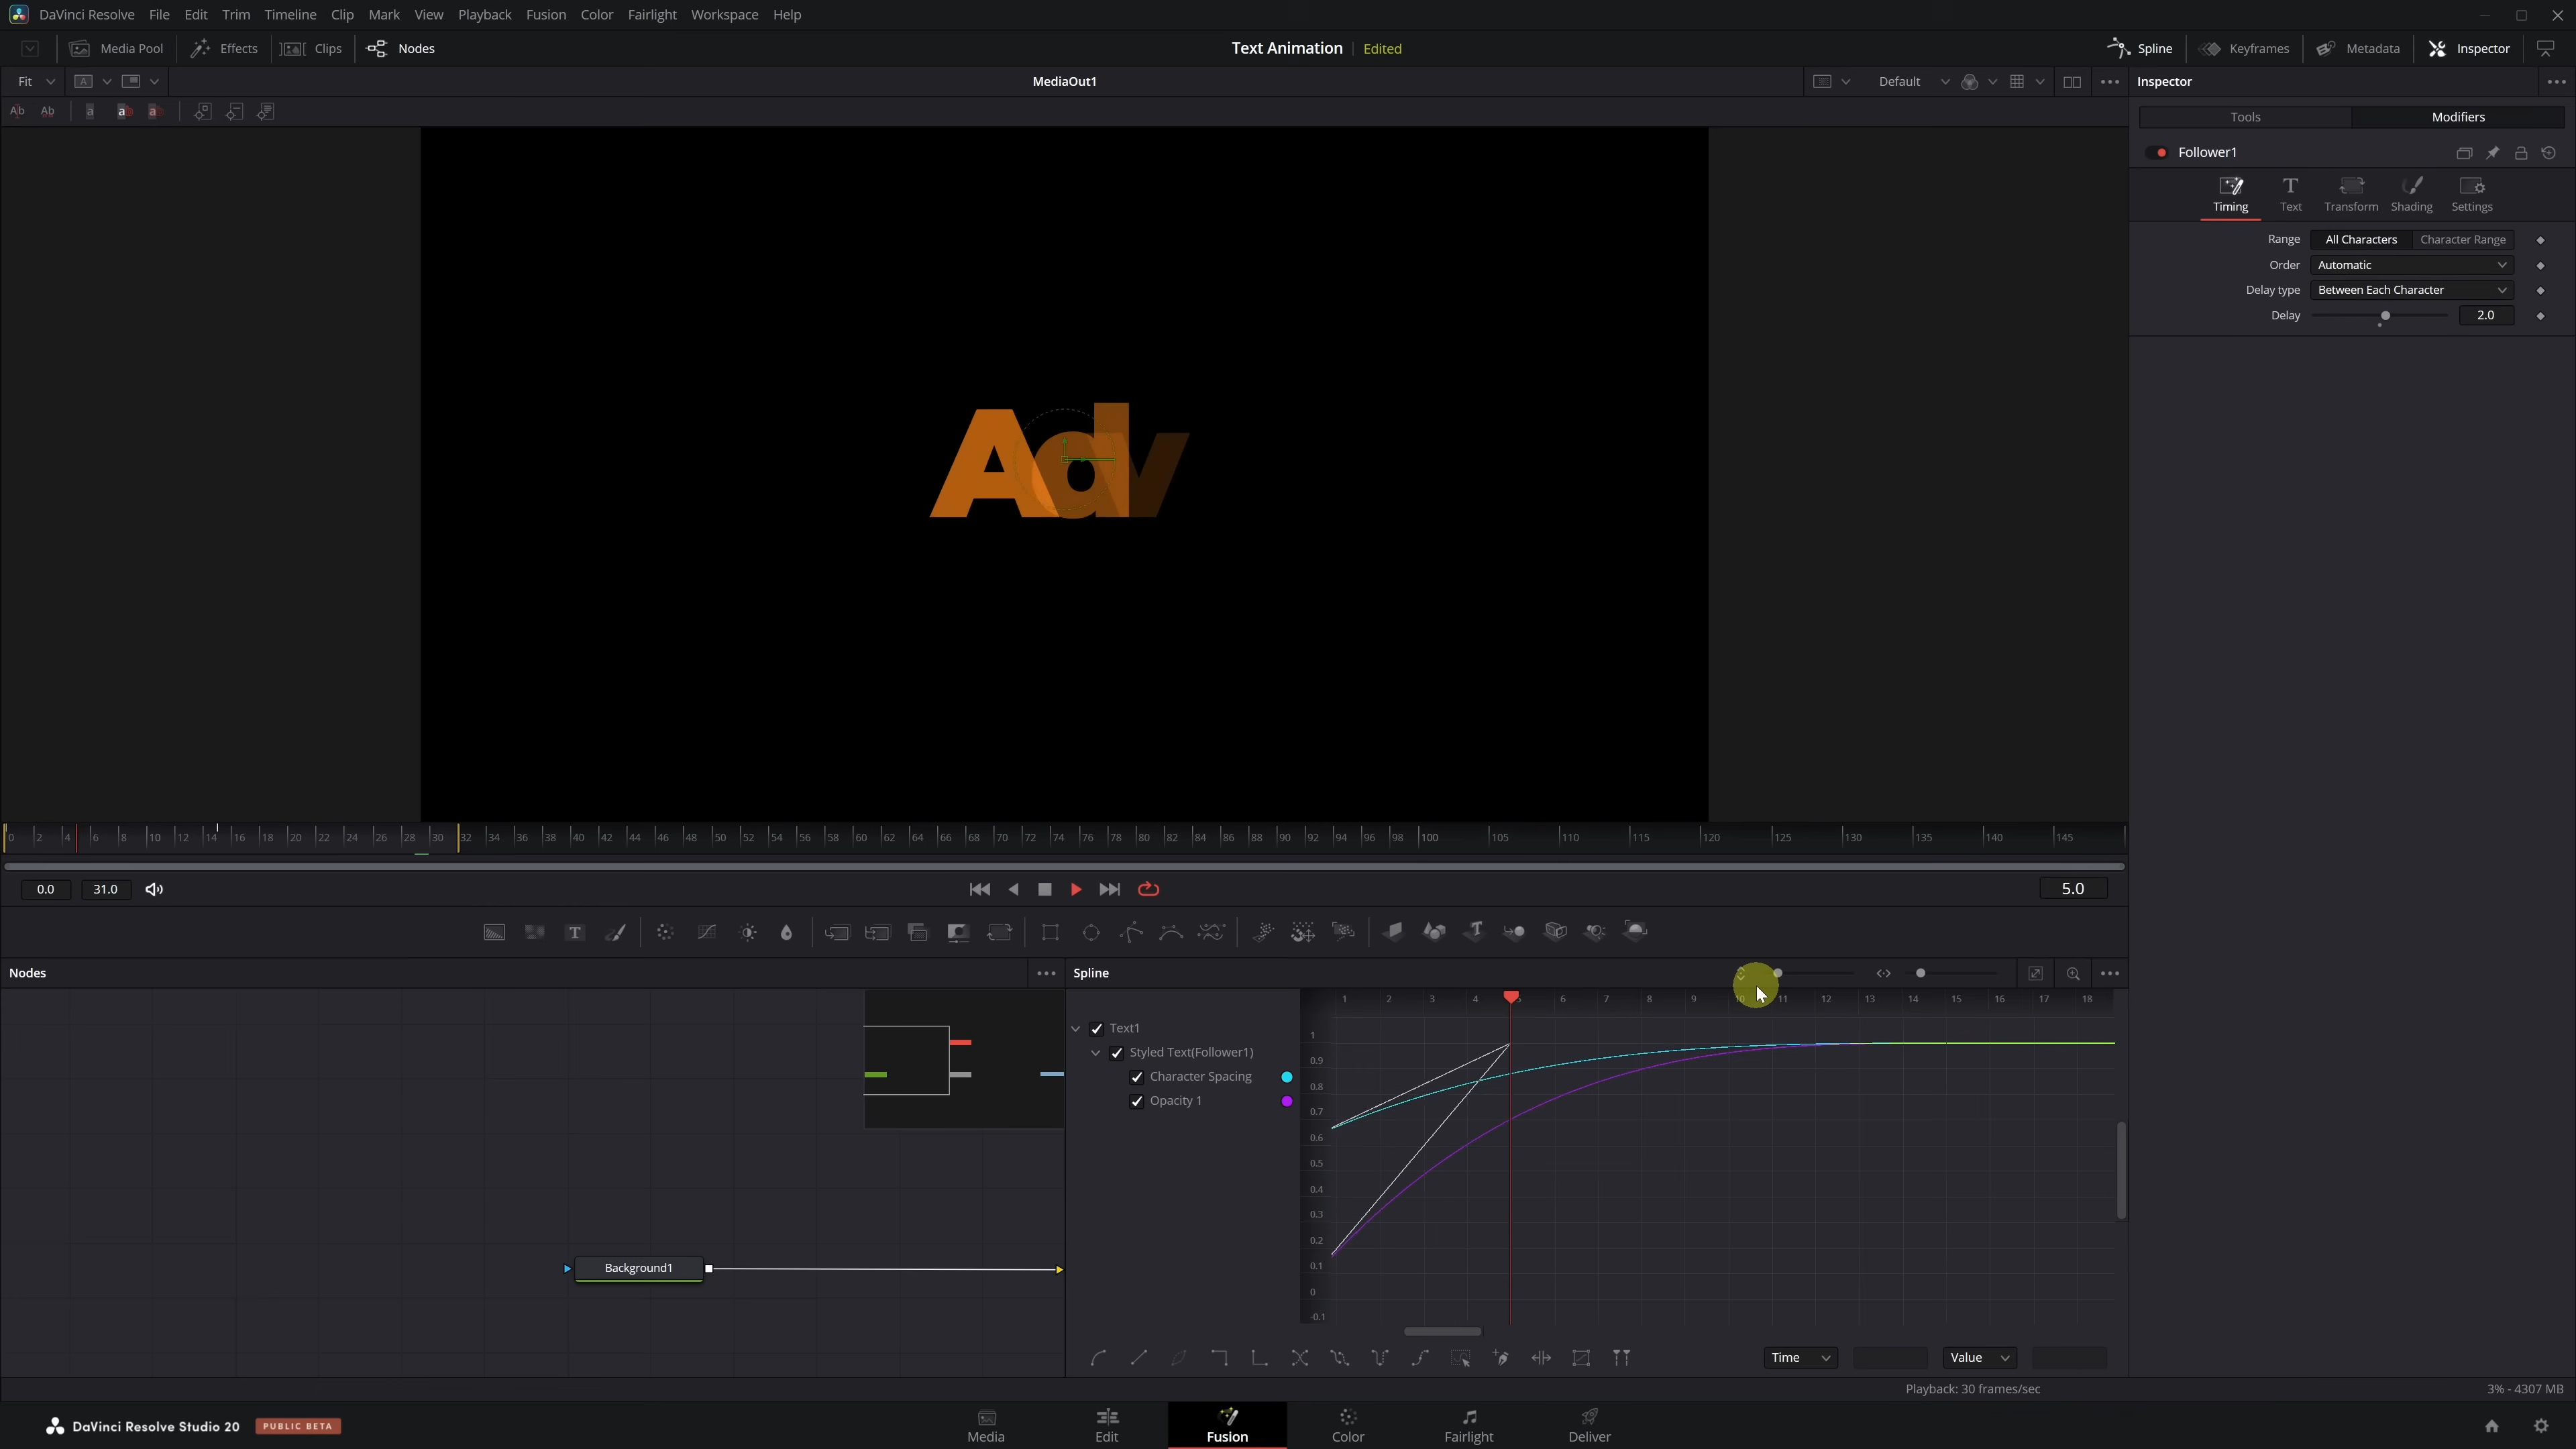 DaVinci Resolve File Edit Trim Timeline Clip Mark View Playback Fusion Color Fairlight Workspace Help
Media Pool Effects Clips Nodes Text Animation Edited Spline Keyframes Metadata Inspector
Fit A MediaOut1 Default Inspector
Ab Ab a a a
Tools Modifiers
Follower1
Timing Text Transform Shading Settings
Range All Characters Character Range
Order Automatic
Delay type Between Each Character
Delay 2.0
Adv
0 2 4 6 8 10 12 14 16 18 20 22 24 26 28 30 32 34 36 38 40 42 44 46 48 50 52 54 56 58 60 62 64 66 68 70 72 74 76 78 80 82 84 86 88 90 92 94 96 98 100 105 110 115 120 125 130 135 140 145
0.0 31.0 5.0
T T
Nodes Spline
1 2 3 4 5 6 7 8 9 10 11 12 13 14 15 16 17 18
Text1
Styled Text(Follower1)
Character Spacing
Opacity 1
1
0.9
0.8
0.7
0.6
0.5
0.4
0.3
0.2
0.1
0
-0.1
Background1
Time Value
Playback: 30 frames/sec 3% - 4307 MB
DaVinci Resolve Studio 20 PUBLIC BETA
Media Edit Fusion Color Fairlight Deliver